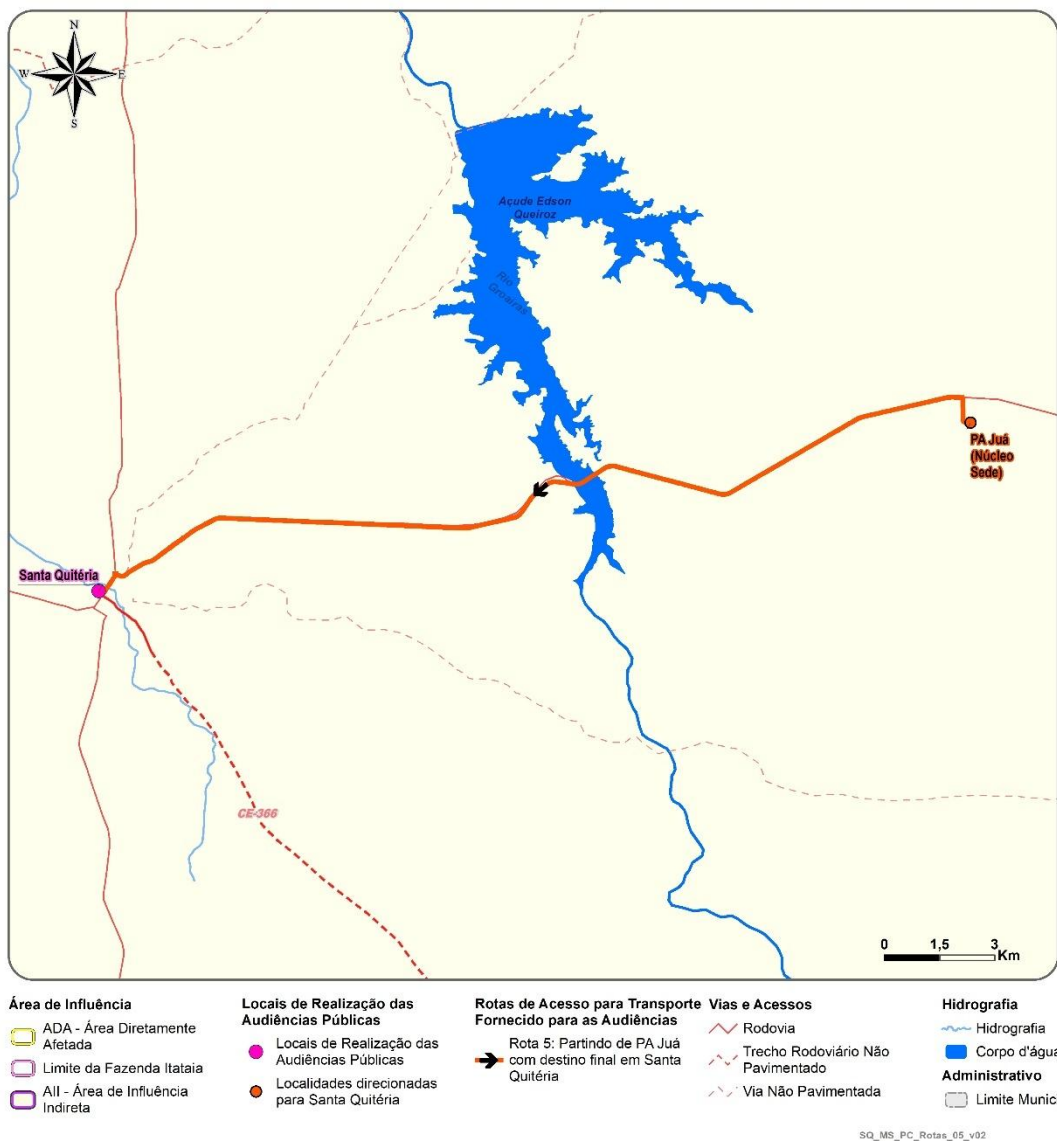 N
W
E
S
Açude Edson
Queiroz
Rio
Groaíras
PA Juá
(Núcleo
Sede)
Santa Quitéria
CE-366
0 1,5 3
Km
Área de Influência
ADA - Área Diretamente
Afetada
Limite da Fazenda Itataia
AII - Área de Influência
Indireta
Locais de Realização das
Audiências Públicas
Locais de Realização das
Audiências Públicas
Localidades direcionadas
para Santa Quitéria
Rotas de Acesso para Transporte
Fornecido para as Audiências
Rota 5: Partindo de PA Juá
com destino final em Santa
Quitéria
Vias e Acessos
Rodovia
Trecho Rodoviário Não
Pavimentado
Via Não Pavimentada
Hidrografia
Hidrografia
Corpo d'água
Administrativo
Limite Munici
SQ_MS_PC_Rotas_05_v02